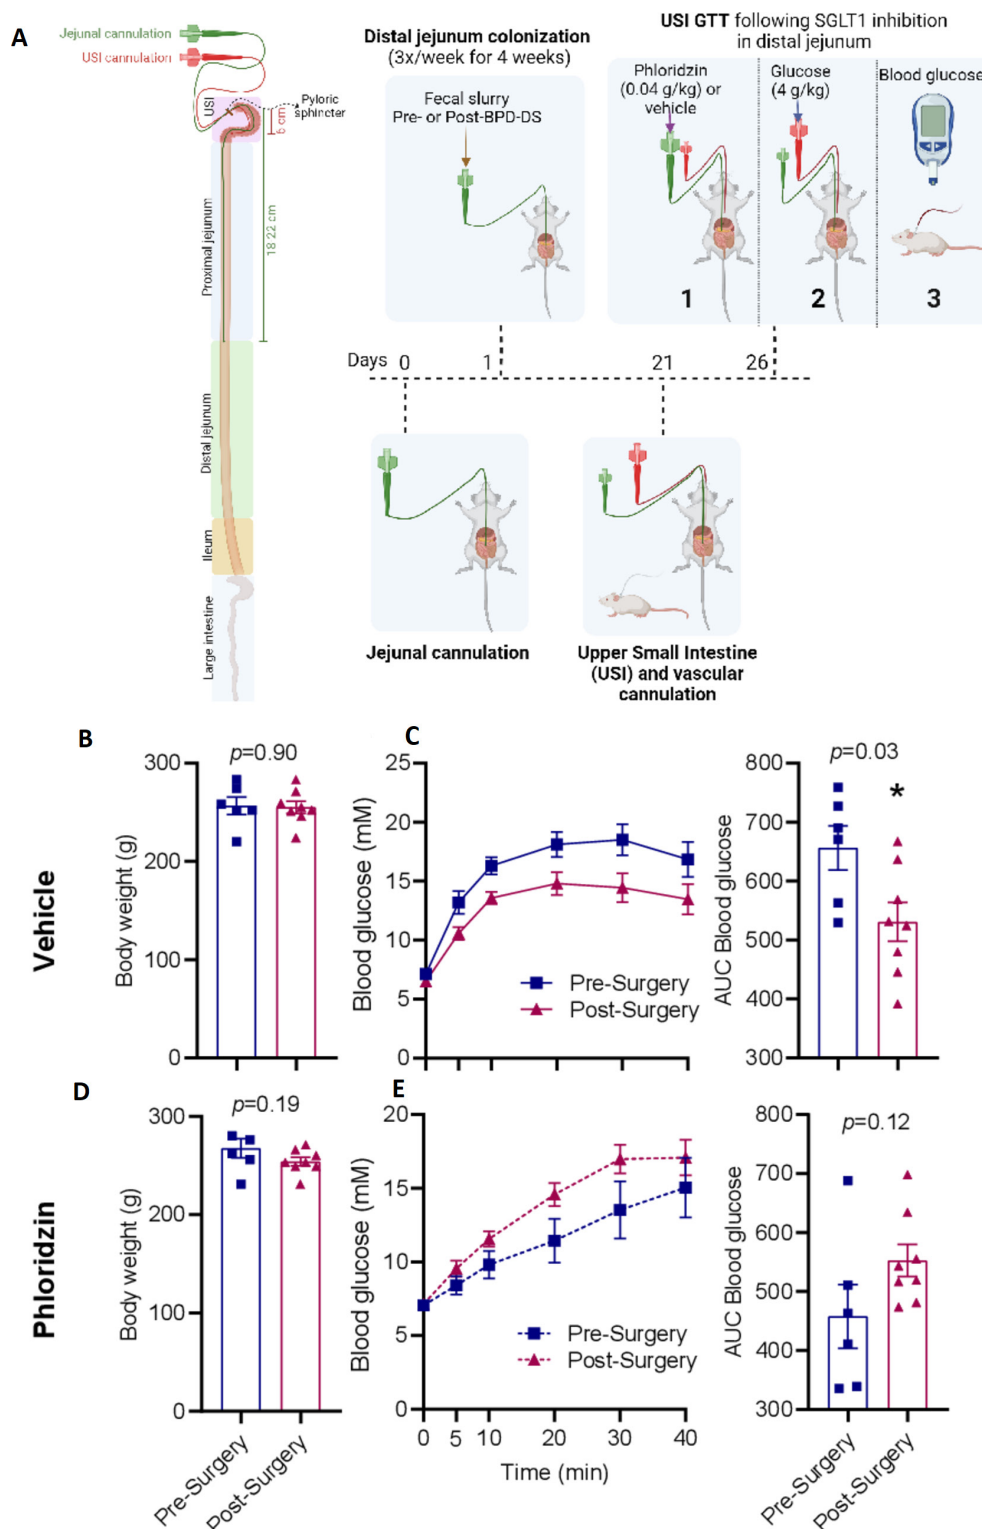 A
Jejunal cannulation
USI cannulation
USI
Pyloric
sphincter
6 cm
Proximal jejunum
18 22 cm
Distal jejunum
Ileum
Large intestine
Distal jejunum colonization
(3x/week for 4 weeks)
Fecal slurry
Pre- or Post-BPD-DS
USI GTT following SGLT1 inhibition
in distal jejunum
Phloridzin
(0.04 g/kg) or
vehicle
Glucose
(4 g/kg)
Blood glucose
1
2
3
Days 0 1 21 26
Jejunal cannulation
Upper Small Intestine
(USI) and vascular
cannulation
Vehicle
B
p=0.90
Body weight (g)
300
200
100
0
C
Blood glucose (mM)
25
20
15
10
5
0
Pre-Surgery
Post-Surgery
p=0.03
*
AUC Blood glucose
800
700
600
500
400
300
Phloridzin
D
p=0.19
Body weight (g)
300
200
100
0
Pre-Surgery
Post-Surgery
E
Blood glucose (mM)
20
15
10
5
0
Pre-Surgery
Post-Surgery
0 5 10 20 30 40
Time (min)
p=0.12
AUC Blood glucose
800
700
600
500
400
300
Pre-Surgery
Post-Surgery